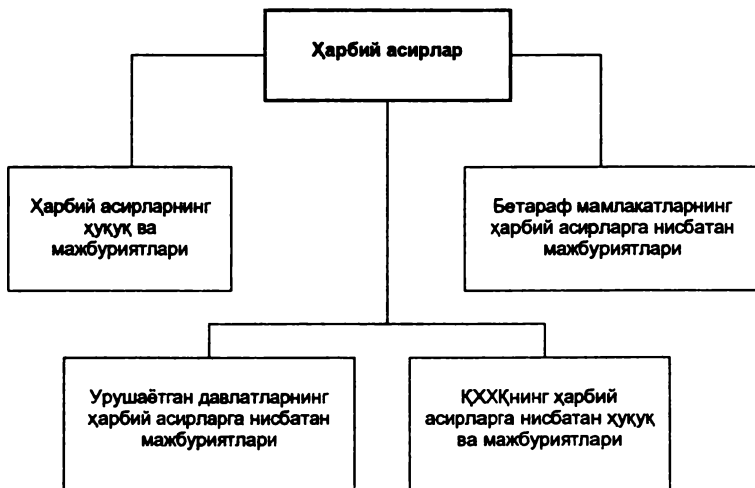 Ҳарбий асирлар
Ҳарбий асирларнинг
ҳуқуқ ва
мажбуриятлари
Бетараф мамлакатларнинг
ҳарбий асирларга нисбатан
мажбуриятлари
Урушаётган давлатларнинг
ҳарбий асирларга нисбатан
мажбуриятлари
ҚХХҚнинг ҳарбий
асирларга нисбатан ҳуқуқ
ва мажбуриятлари